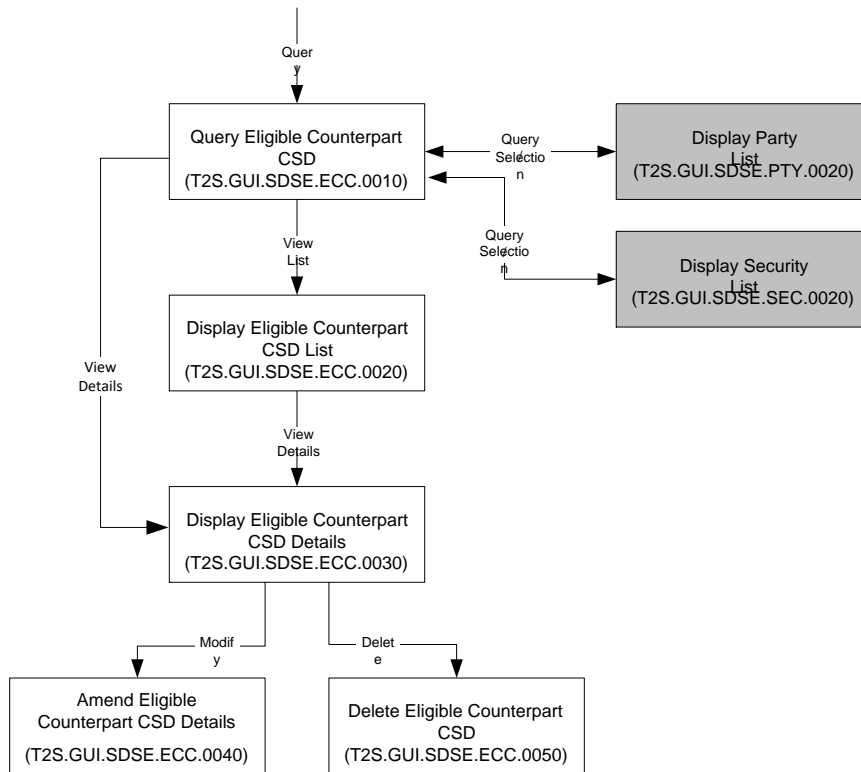 Quer
y
Query Eligible Counterpart
CSD
(T2S.GUI.SDSE.ECC.0010)
Query
Selectio
n
Display Party
List
(T2S.GUI.SDSE.PTY.0020)
View
List
Query
Selectio
n
Display Security
List
(T2S.GUI.SDSE.SEC.0020)
Display Eligible Counterpart
CSD List
(T2S.GUI.SDSE.ECC.0020)
View
Details
View
Details
Display Eligible Counterpart
CSD Details
(T2S.GUI.SDSE.ECC.0030)
Modif
y
Delet
e
Amend Eligible
Counterpart CSD Details
(T2S.GUI.SDSE.ECC.0040)
Delete Eligible Counterpart
CSD
(T2S.GUI.SDSE.ECC.0050)